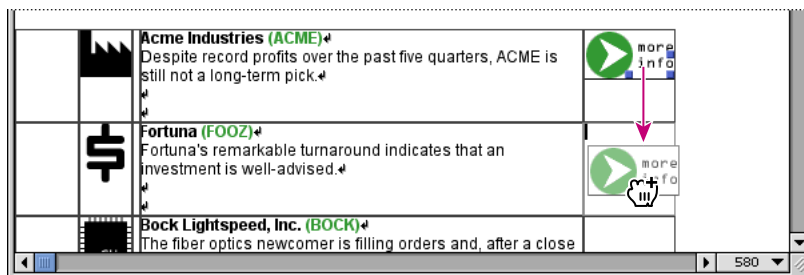 Acme Industries (ACME)
Despite record profits over the past five quarters, ACME is
still not a long-term pick.
more
info
Fortuna (FOOZ)
Fortuna's remarkable turnaround indicates that an
investment is well-advised.
more
info
Bock Lightspeed, Inc. (BOCK)
The fiber optics newcomer is filling orders and, after a close
580